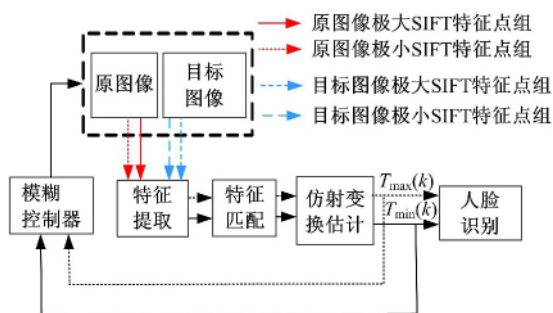 原图像极大SIFT特征点组
原图像极小SIFT特征点组
目标图像极大SIFT特征点组
目标图像极小SIFT特征点组
原图像
目标
图像
模糊
控制器
特征
提取
特征
匹配
仿射变
换估计
Tmax(k)
Tmin(k)
人脸
识别